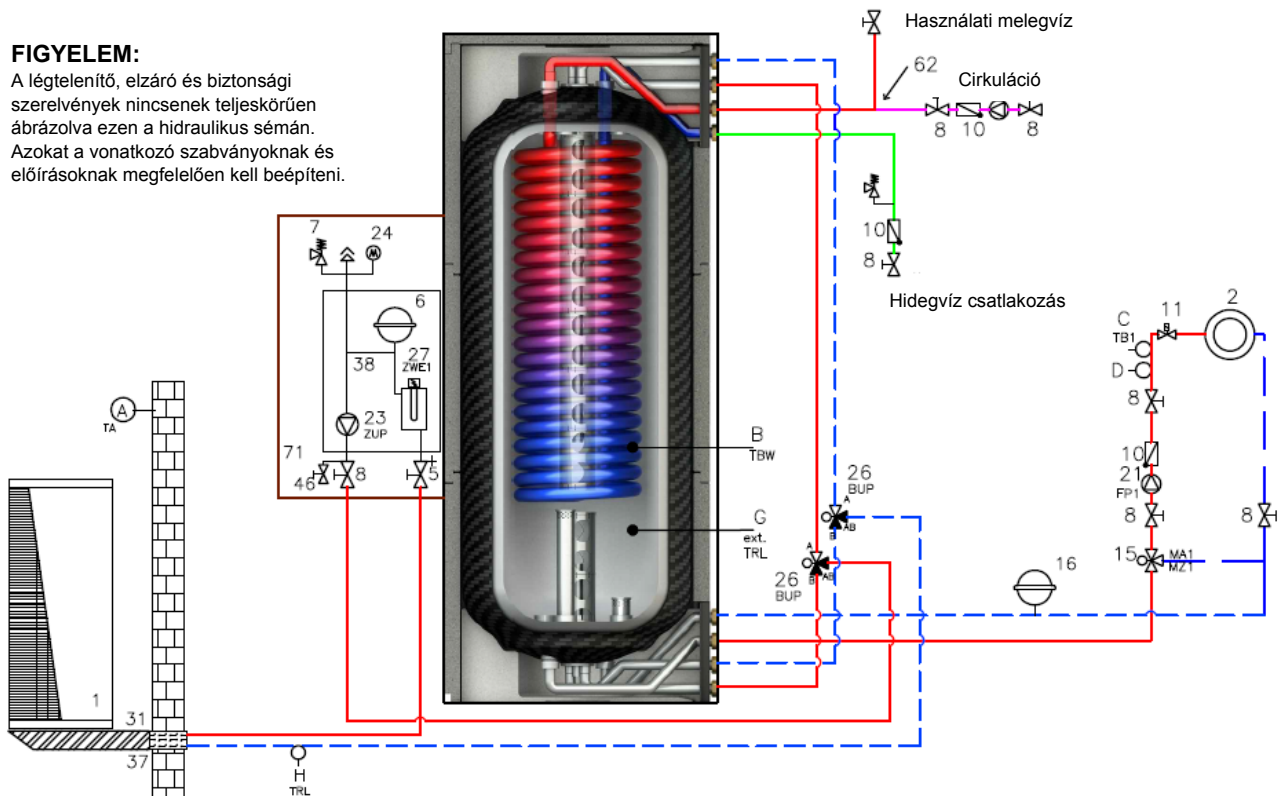 FIGYELEM:
A légtelenítő, elzáró és biztonsági
szerelvények nincsenek teljeskörűen
ábrázolva ezen a hidraulikus sémán.
Azokat a vonatkozó szabványoknak és
előírásoknak megfelelően kell beépíteni.
Használati melegvíz
62
Cirkuláció
8
10
8
10
8
Hidegvíz csatlakozás
7
24
6
38
27
ZWE1
23
ZUP
71
46
8
5
A
TA
1
31
37
H
TRL
B
TBW
G
ext.
TRL
26
BUP
A
B
AB
26
BUP
A
B
AB
C
TB1
D
11
2
8
10
21
FP1
8
8
15
MA1
MZ1
16